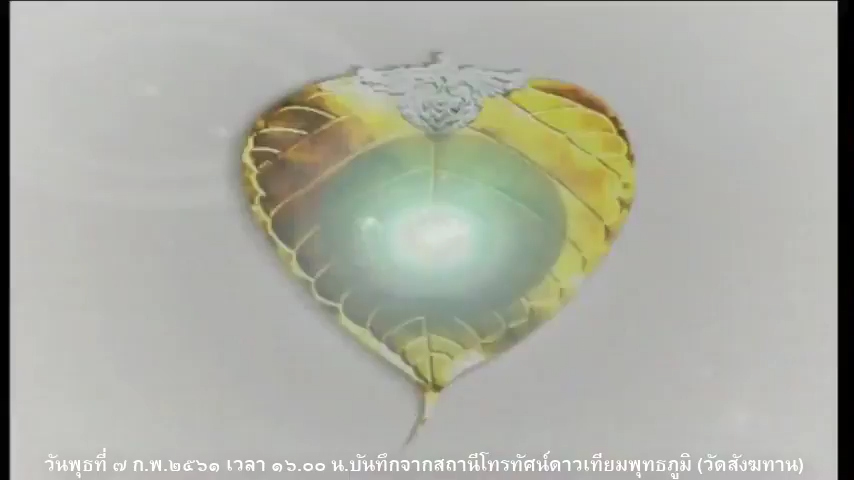 วันพุธที่ ๗ ก.พ.๒๕๖๑ เวลา ๑๖.๐๐ น.บันทึกจากสถานีโทรทัศน์ดาวเทียมพุทธภูมิ (วัดสังฆทาน)